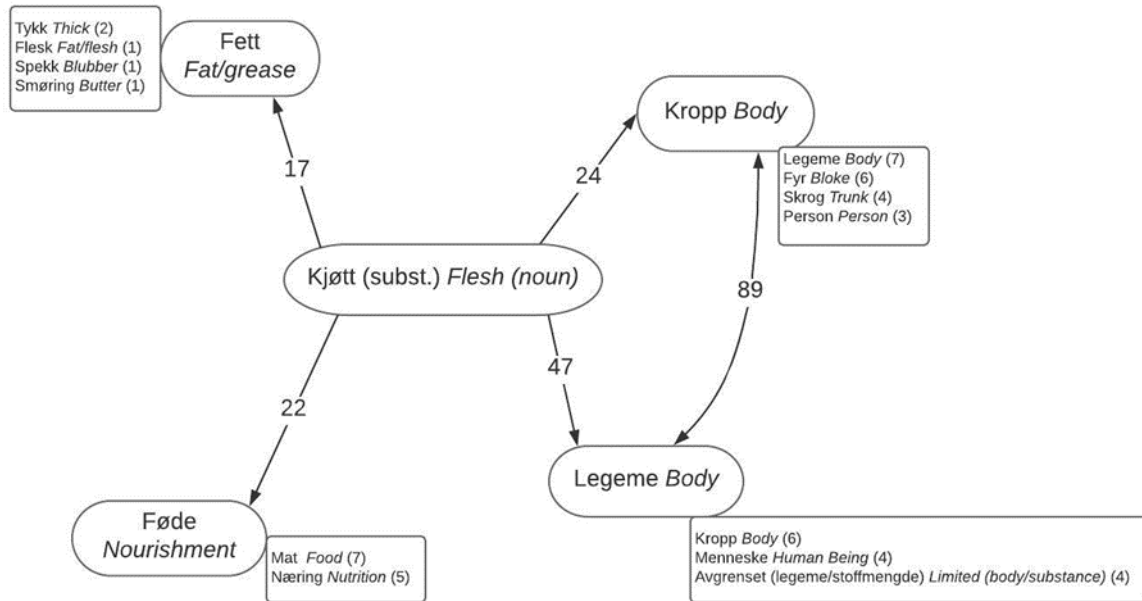 Tykk Thick (2)
Flesk Fat/flesh (1)
Spekk Blubber (1)
Smøring Butter (1)
Fett
Fat/grease
Kropp Body
Legeme Body (7)
Fyr Bloke (6)
Skrog Trunk (4)
Person Person (3)
17
24
Kjøtt (subst.) Flesh (noun)
89
47
22
Legeme Body
Kropp Body (6)
Menneske Human Being (4)
Avgrenset (legeme/stoffmengde) Limited (body/substance) (4)
Føde
Nourishment
Mat Food (7)
Næring Nutrition (5)